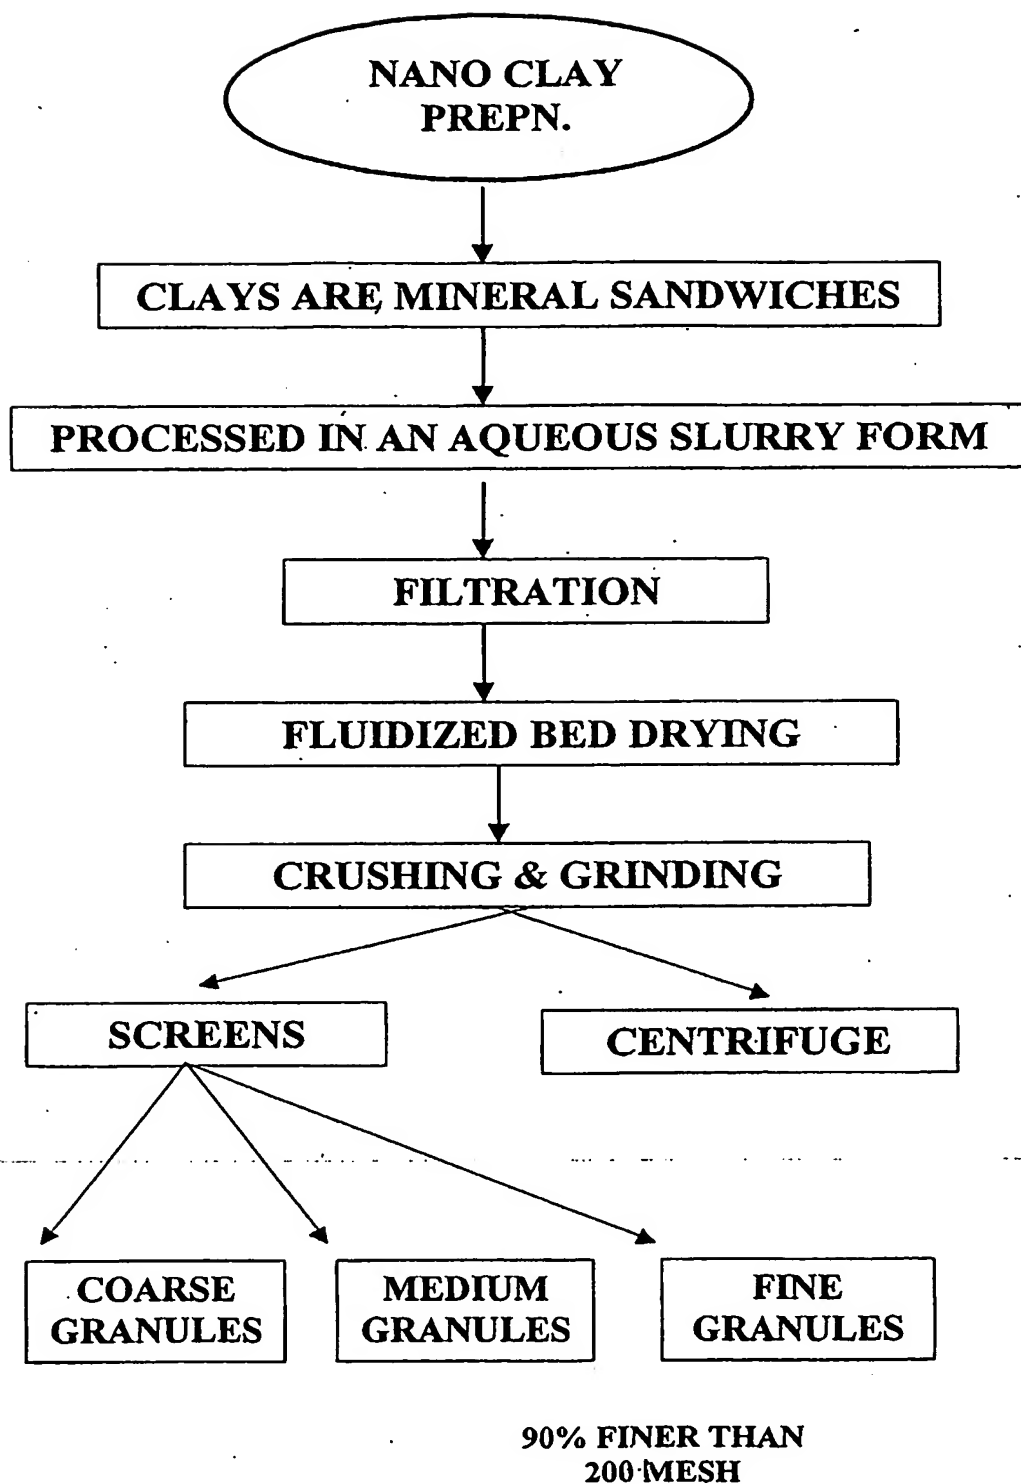 NANO CLAY
PREPN.
CLAYS ARE MINERAL SANDWICHES
PROCESSED IN AN AQUEOUS SLURRY FORM
FILTRATION
FLUIDIZED BED DRYING
CRUSHING & GRINDING
SCREENS
CENTRIFUGE
COARSE
GRANULES
MEDIUM
GRANULES
FINE
GRANULES
90% FINER THAN
200 MESH